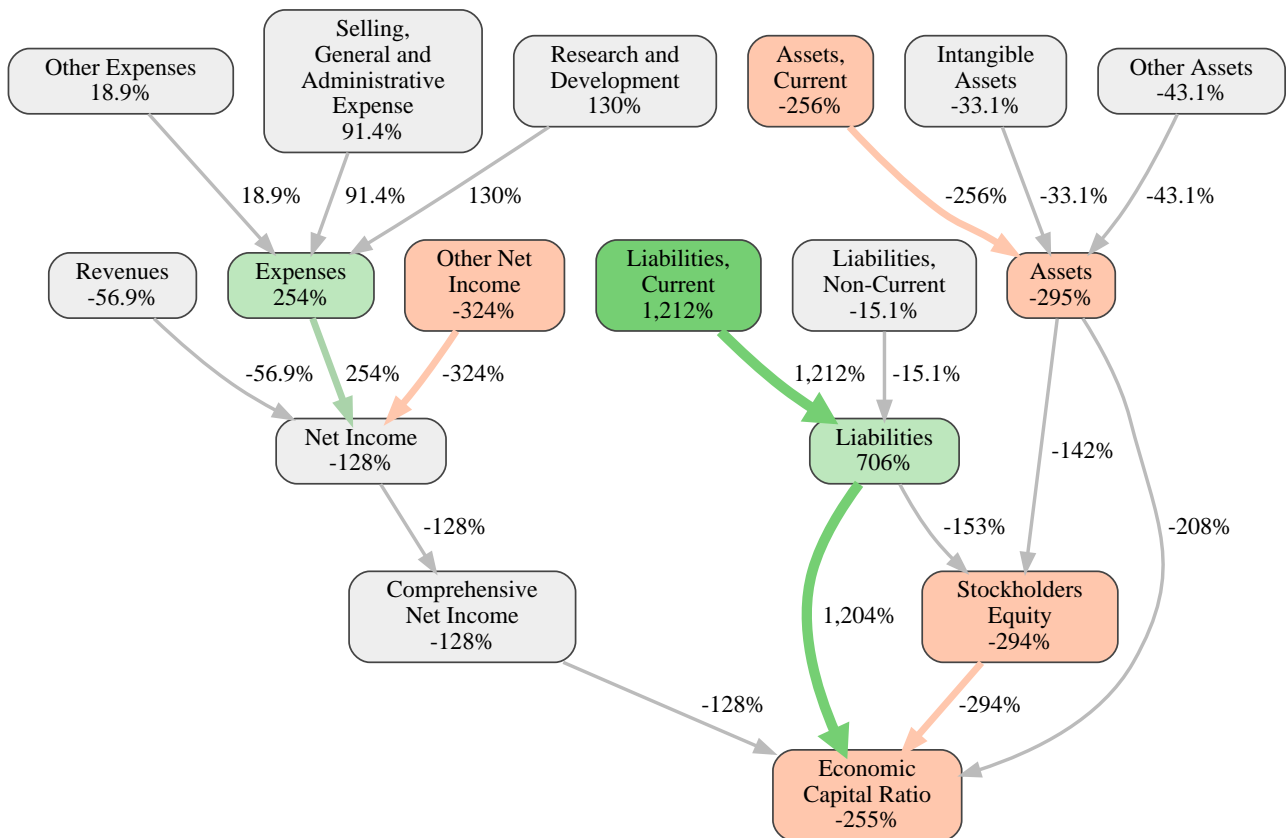 Other Expenses
18.9%
Selling,
General and
Administrative
Expense
91.4%
Research and
Development
130%
Assets,
Current
-256%
Intangible
Assets
-33.1%
Other Assets
-43.1%
18.9%
91.4%
130%
-256%
-33.1%
-43.1%
Revenues
-56.9%
Expenses
254%
Other Net
Income
-324%
Liabilities,
Current
1,212%
Liabilities,
Non-Current
-15.1%
Assets
-295%
-56.9%
254%
-324%
1,212%
-15.1%
Net Income
-128%
Liabilities
706%
-142%
-128%
-153%
-208%
Comprehensive
Net Income
-128%
1,204%
Stockholders
Equity
-294%
-128%
-294%
Economic
Capital Ratio
-255%